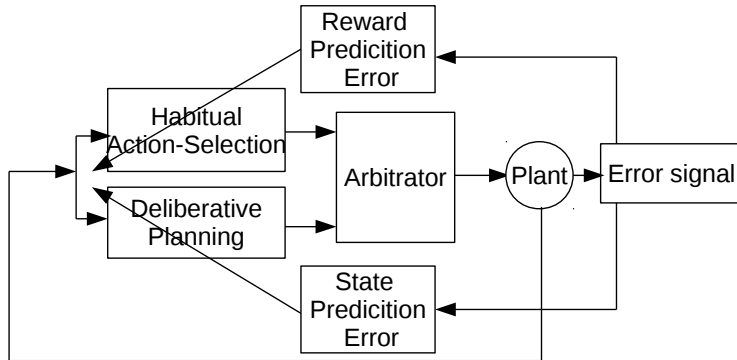 Reward
Predicition
Error
Habitual
Action-Selection
Arbitrator
Plant
Error signal
Deliberative
Planning
State
Predicition
Error